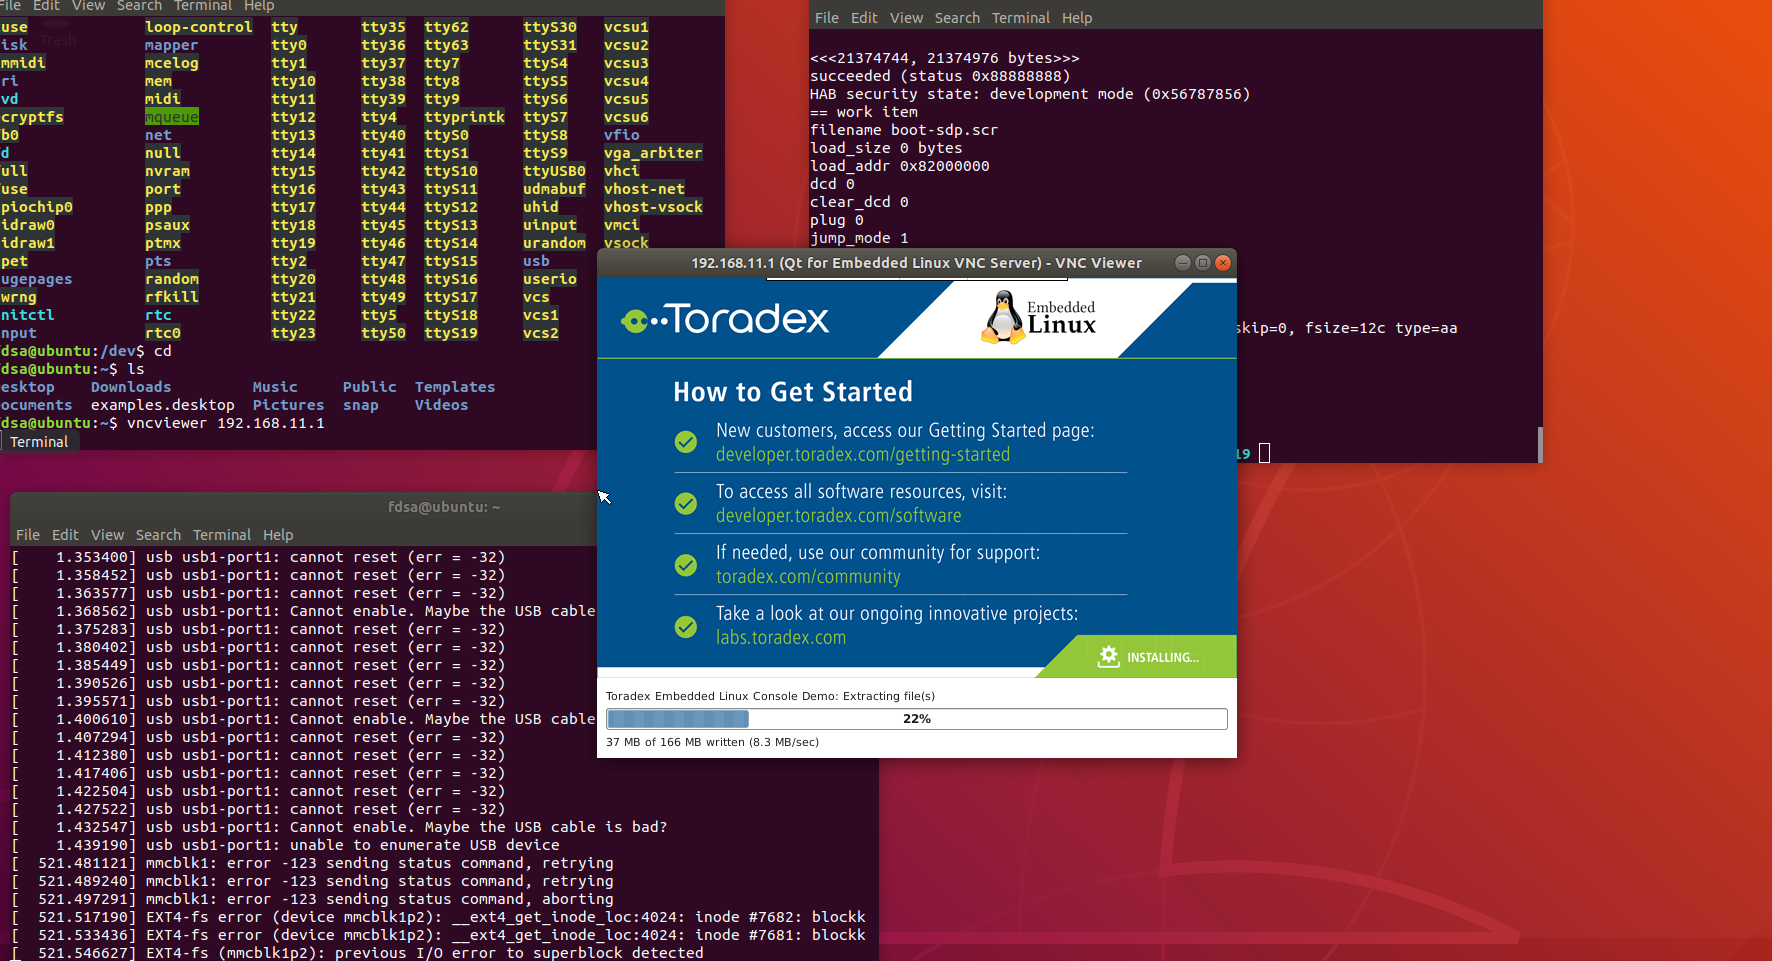 File Edit View Search Terminal Help
use loop-control tty tty35 tty62 ttyS30 vcsu1
isk mapper tty0 tty36 tty63 ttyS31 vcsu2
mmidi mcelog tty1 tty37 tty7 ttyS4 vcsu3
ri mem tty10 tty38 tty8 ttyS5 vcsu4
vd midi tty11 tty39 tty9 ttyS6 vcsu5
cryptfs mqueue tty12 tty4 ttyprintk ttyS7 vcsu6
b0 net tty13 tty40 ttyS0 ttyS8 vfio
d null tty14 tty41 ttyS1 ttyS9 vga_arbiter
ull nvram tty15 tty42 ttyS10 ttyUSB0 vhci
use port tty16 tty43 ttyS11 udmabuf vhost-net
piochip0 ppp tty17 tty44 ttyS12 uhid vhost-vsock
idraw0 psaux tty18 tty45 ttyS13 uinput vmci
idraw1 ptmx tty19 tty46 ttyS14 urandom vsock
pet pts tty2 tty47 ttyS15 usb
ugepages random tty20 tty48 ttyS16 userio
wrng rfkill tty21 tty49 ttyS17 vcs
nitctl rtc tty22 tty5 ttyS18 vcs1
nput rtc0 tty23 tty50 ttyS19 vcs2
fdsa@ubuntu:/dev$ cd
fdsa@ubuntu:~$ ls
esktop Downloads Music Public Templates
ocuments examples.desktop Pictures snap Videos
fdsa@ubuntu:~$ vncviewer 192.168.11.1
Terminal
Trash
File Edit View Search Terminal Help
<<<21374744, 21374976 bytes>>>
succeeded (status 0x88888888)
HAB security state: development mode (0x56787856)
== work item
filename boot-sdp.scr
load_size 0 bytes
load_addr 0x82000000
dcd 0
clear_dcd 0
plug 0
jump_mode 1
skip=0, fsize=12c type=aa
19
192.168.11.1 (Qt for Embedded Linux VNC Server) - VNC Viewer
Toradex
Embedded
Linux
How to Get Started
New customers, access our Getting Started page:
developer.toradex.com/getting-started
To access all software resources, visit:
developer.toradex.com/software
If needed, use our community for support:
toradex.com/community
Take a look at our ongoing innovative projects:
labs.toradex.com
INSTALLING...
Toradex Embedded Linux Console Demo: Extracting file(s)
22%
37 MB of 166 MB written (8.3 MB/sec)
fdsa@ubuntu: ~
File Edit View Search Terminal Help
[ 1.353400] usb usb1-port1: cannot reset (err = -32)
[ 1.358452] usb usb1-port1: cannot reset (err = -32)
[ 1.363577] usb usb1-port1: cannot reset (err = -32)
[ 1.368562] usb usb1-port1: Cannot enable. Maybe the USB cable
[ 1.375283] usb usb1-port1: cannot reset (err = -32)
[ 1.380402] usb usb1-port1: cannot reset (err = -32)
[ 1.385449] usb usb1-port1: cannot reset (err = -32)
[ 1.390526] usb usb1-port1: cannot reset (err = -32)
[ 1.395571] usb usb1-port1: cannot reset (err = -32)
[ 1.400610] usb usb1-port1: Cannot enable. Maybe the USB cable
[ 1.407294] usb usb1-port1: cannot reset (err = -32)
[ 1.412380] usb usb1-port1: cannot reset (err = -32)
[ 1.417406] usb usb1-port1: cannot reset (err = -32)
[ 1.422504] usb usb1-port1: cannot reset (err = -32)
[ 1.427522] usb usb1-port1: cannot reset (err = -32)
[ 1.432547] usb usb1-port1: Cannot enable. Maybe the USB cable is bad?
[ 1.439190] usb usb1-port1: unable to enumerate USB device
[ 521.481121] mmcblk1: error -123 sending status command, retrying
[ 521.489240] mmcblk1: error -123 sending status command, retrying
[ 521.497291] mmcblk1: error -123 sending status command, aborting
[ 521.517190] EXT4-fs error (device mmcblk1p2): __ext4_get_inode_loc:4024: inode #7682: blockk
[ 521.533436] EXT4-fs error (device mmcblk1p2): __ext4_get_inode_loc:4024: inode #7681: blockk
[ 521.546627] EXT4-fs (mmcblk1p2): previous I/O error to superblock detected